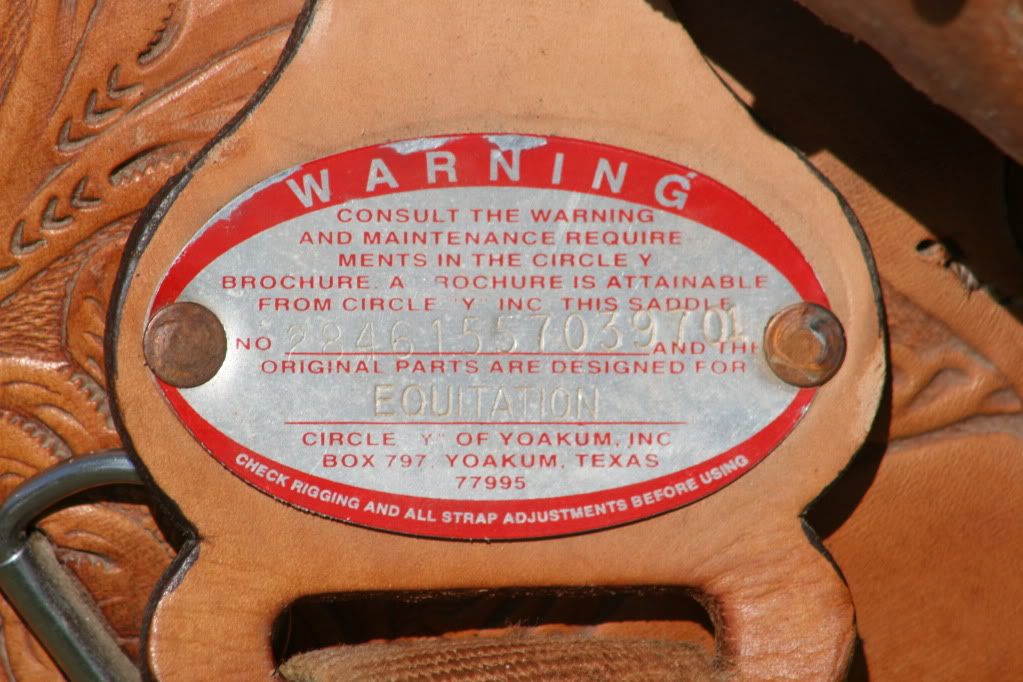 WARNING
CONSULT THE WARNING
AND MAINTENANCE REQUIRE
MENTS IN THE CIRCLE Y
BROCHURE. A ROCHURE IS ATTAINABLE
FROM CIRCLE "Y" INC THIS SADDLE
NO 22461557039701 AND THE
ORIGINAL PARTS ARE DESIGNED FOR
EQUITATION
CIRCLE Y" OF YOAKUM, INC
BOX 797, YOAKUM, TEXAS
77995
CHECK RIGGING AND ALL STRAP ADJUSTMENTS BEFORE USING